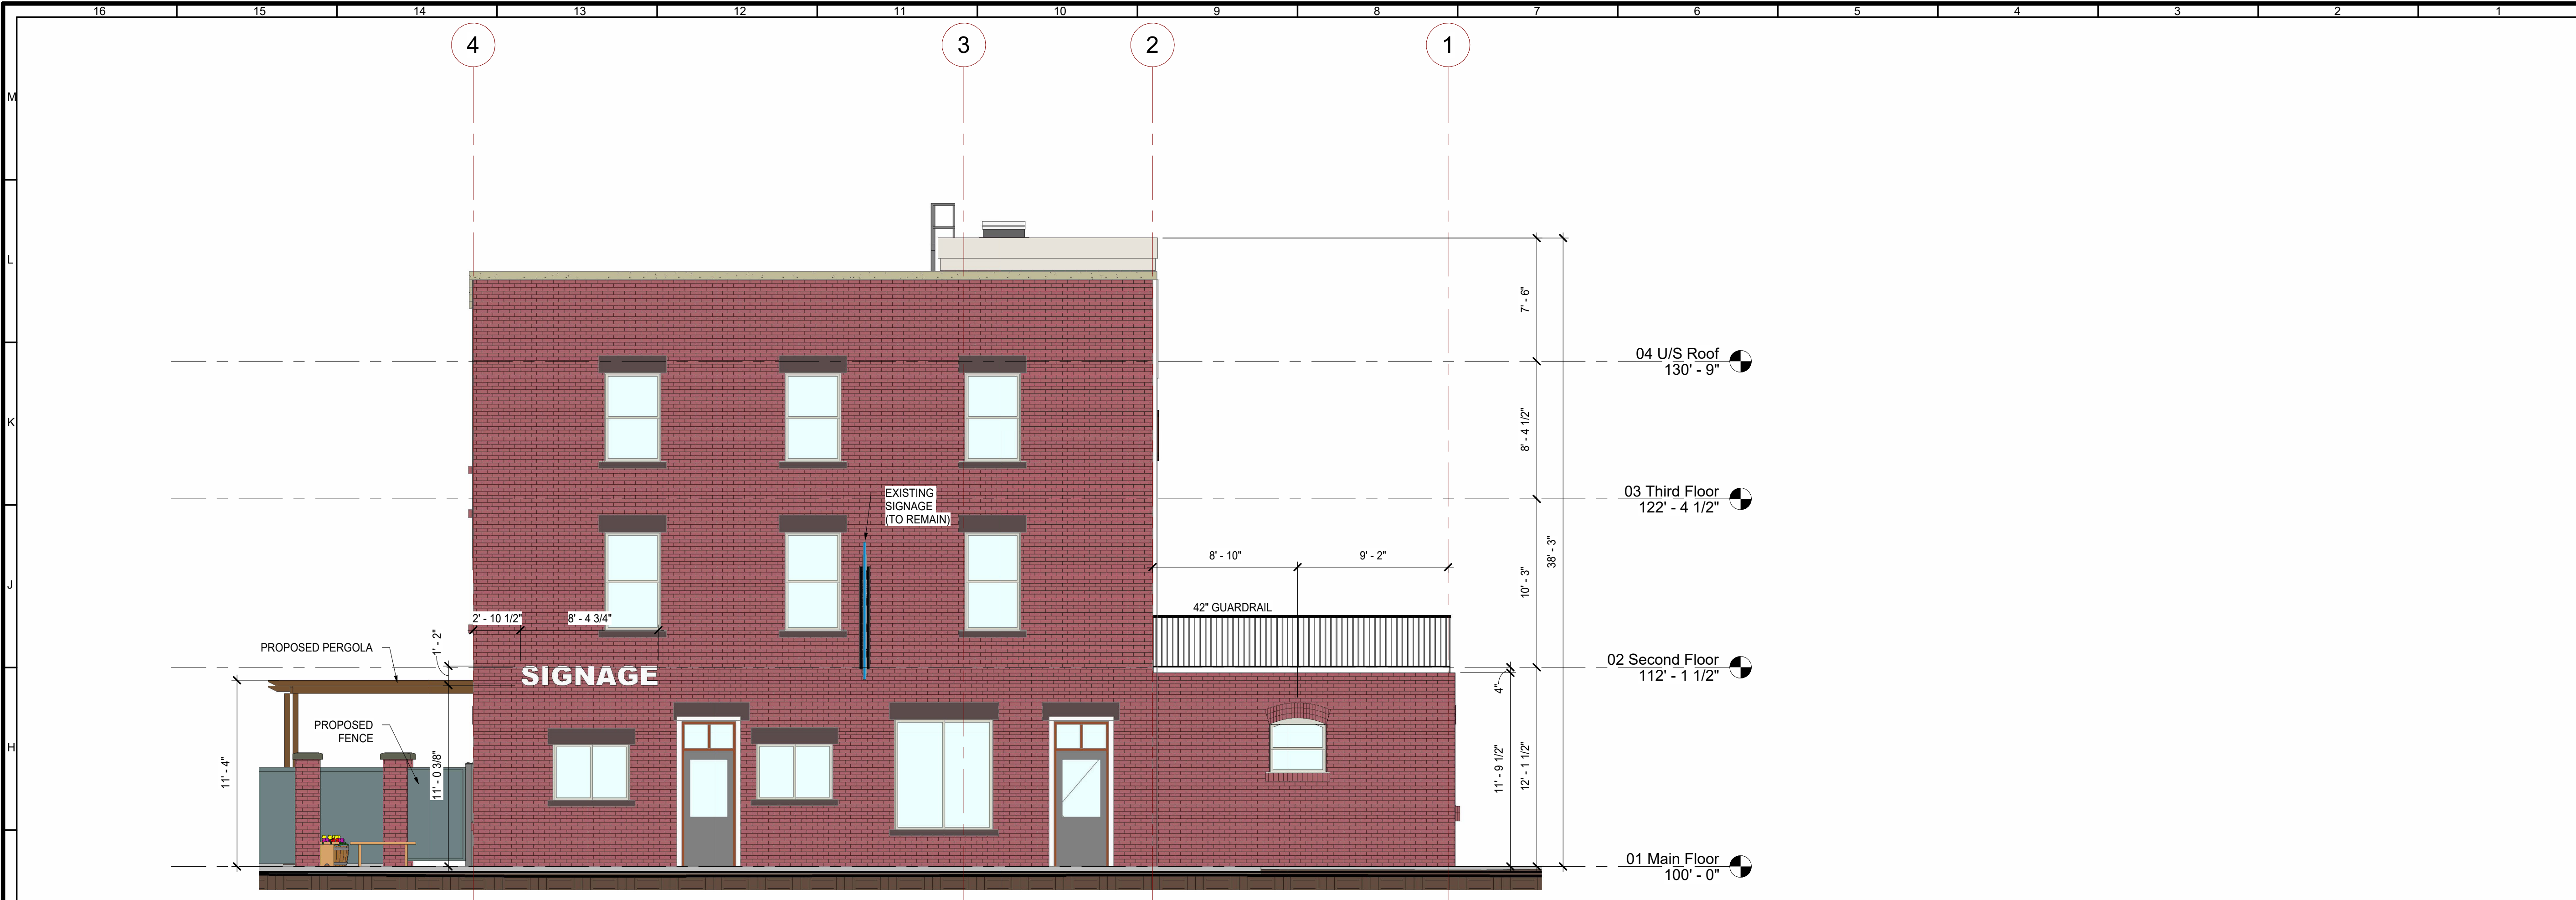 16 15 14 13 12 11 10 9 8 7 6 5 4 3 2 1
4 3 2 1
M
L
7' - 6"
04 U/S Roof
130' - 9"
K
8' - 4 1/2"
03 Third Floor
122' - 4 1/2"
EXISTING
SIGNAGE
(TO REMAIN)
J
8' - 10" 9' - 2"
10' - 3"
38' - 3"
42" GUARDRAIL
2' - 10 1/2" 8' - 4 3/4"
1' - 2"
PROPOSED PERGOLA
SIGNAGE
02 Second Floor
112' - 1 1/2"
4"
PROPOSED
FENCE
H
11' - 4"
11' - 0 3/8"
11' - 9 1/2"
12' - 1 1/2"
01 Main Floor
100' - 0"